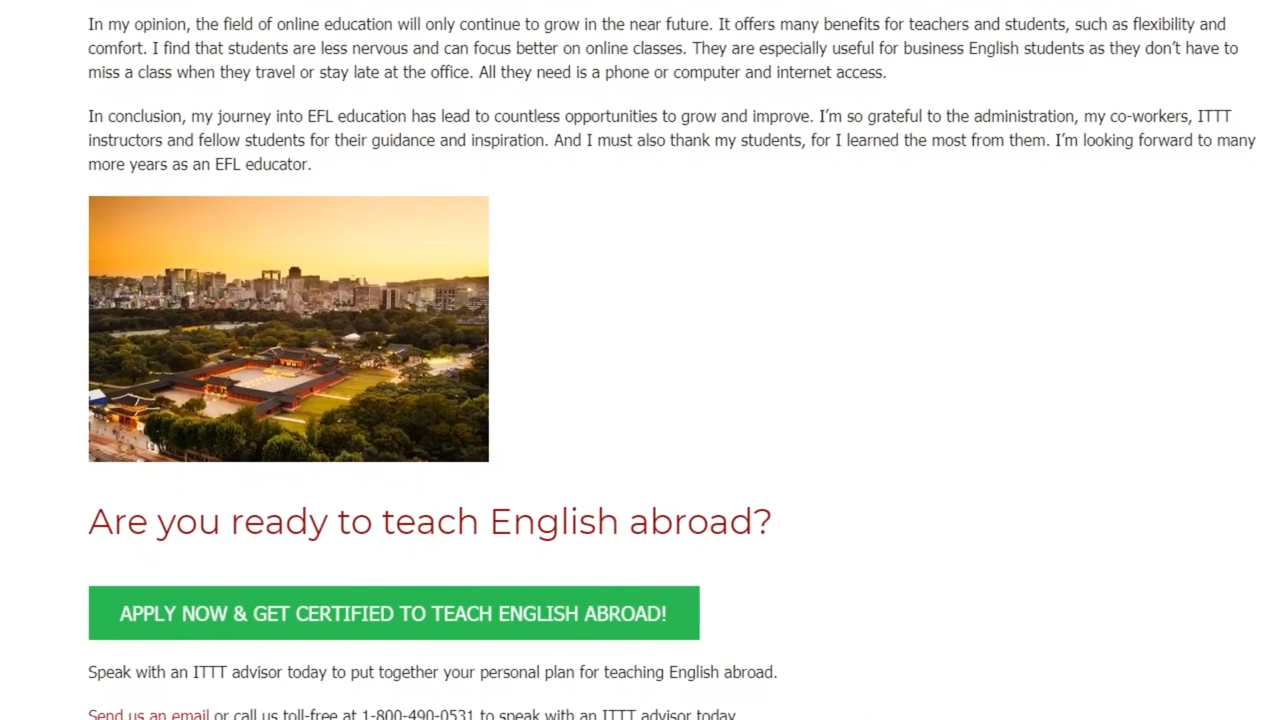 In my opinion, the field of online education will only continue to grow in the near future. It offers many benefits for teachers and students, such as flexibility and
comfort. I find that students are less nervous and can focus better on online classes. They are especially useful for business English students as they don’t have to
miss a class when they travel or stay late at the office. All they need is a phone or computer and internet access.
In conclusion, my journey into EFL education has lead to countless opportunities to grow and improve. I’m so grateful to the administration, my co-workers, ITTT
instructors and fellow students for their guidance and inspiration. And I must also thank my students, for I learned the most from them. I’m looking forward to many
more years as an EFL educator.
Are you ready to teach English abroad?
APPLY NOW & GET CERTIFIED TO TEACH ENGLISH ABROAD!
Speak with an ITTT advisor today to put together your personal plan for teaching English abroad.
Send us an email or call us toll-free at 1-800-490-0531 to speak with an ITTT advisor today.